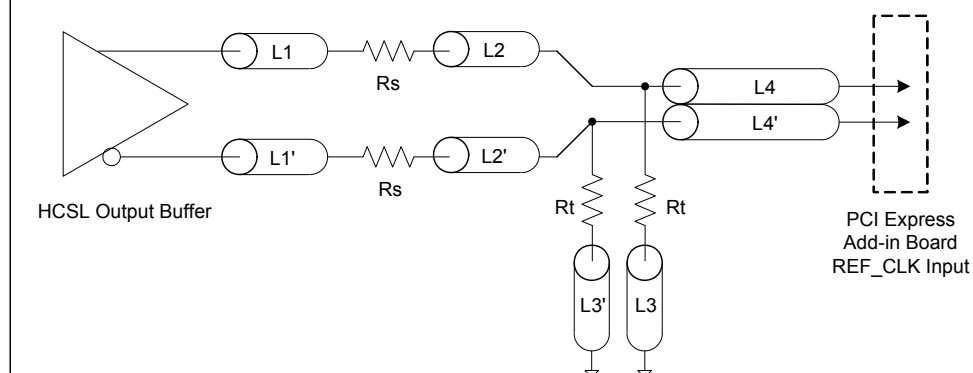 L1
Rs
L2
L4
L4'
L1'
Rs
L2'
HCSL Output Buffer
Rt
Rt
L3'
L3
PCI Express
Add-in Board
REF_CLK Input